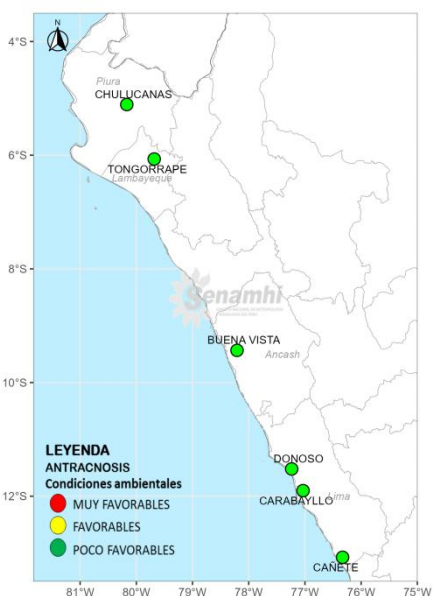 N
4°S
Piura
CHULUCANAS
6°S
TONGORRAPE
Lambayeque
8°S
Senamhi
BUENA VISTA
Ancash
10°S
LEYENDA
ANTRACNOSIS
Condiciones ambientales
MUY FAVORABLES
FAVORABLES
POCO FAVORABLES
DONOSO
12°S
CARABAYLLO
Lima
CAÑETE
81°W
80°W
79°W
78°W
77°W
76°W
75°W